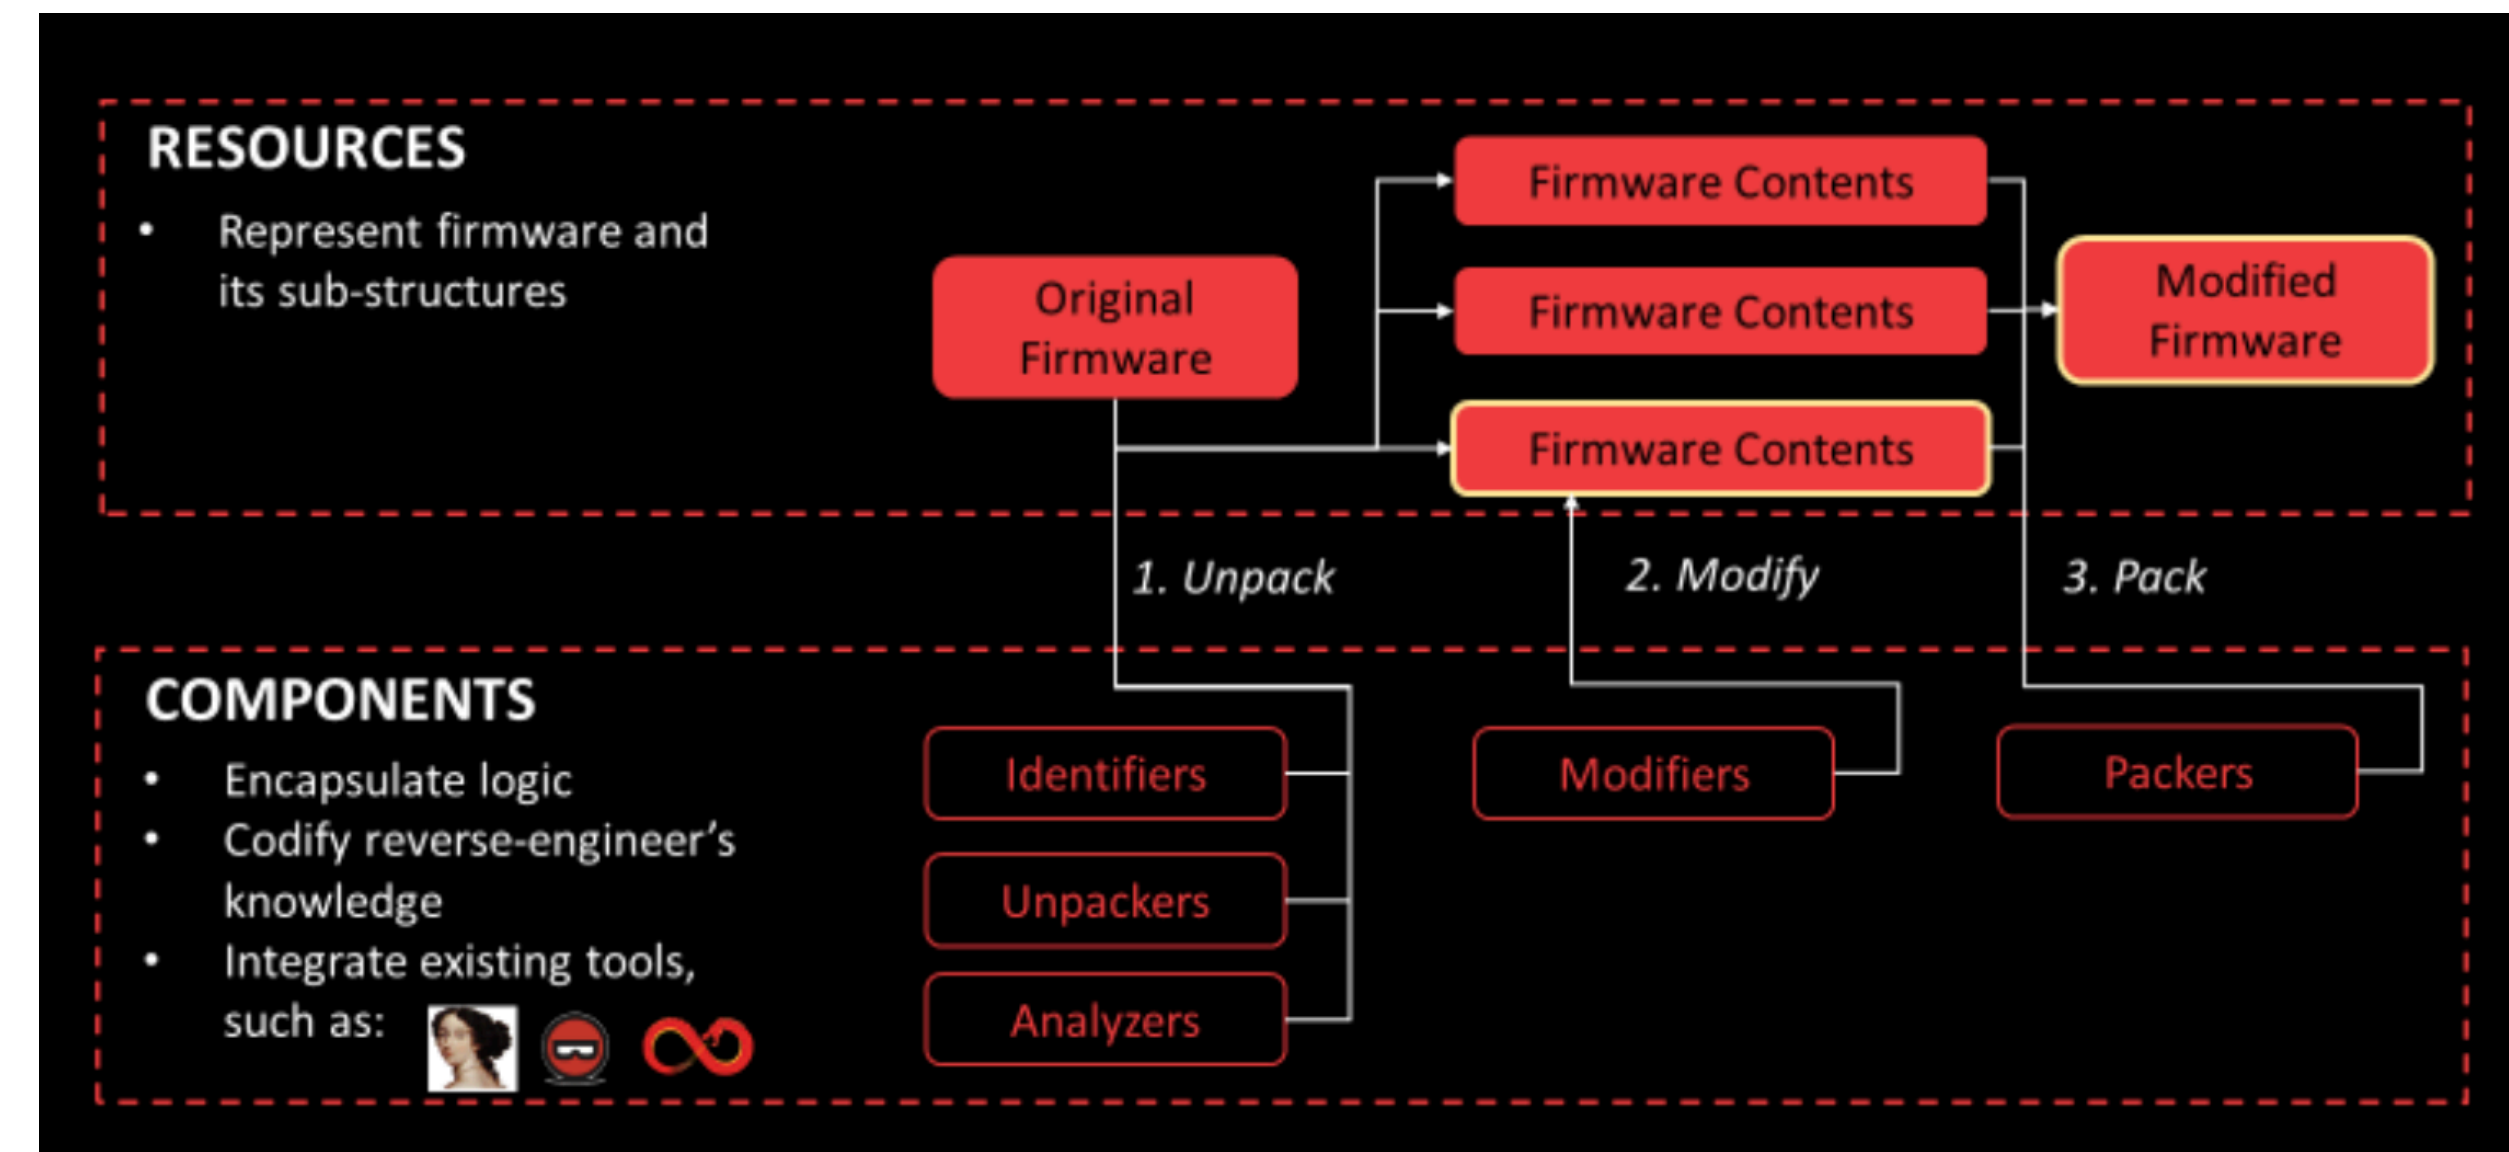 RESOURCES
• Represent firmware and
its sub-structures
Original
Firmware
Firmware Contents
Firmware Contents
Firmware Contents
Modified
Firmware
1. Unpack
2. Modify
3. Pack
COMPONENTS
• Encapsulate logic
• Codify reverse-engineer’s
knowledge
• Integrate existing tools,
such as:
Identifiers
Unpackers
Analyzers
Modifiers
Packers